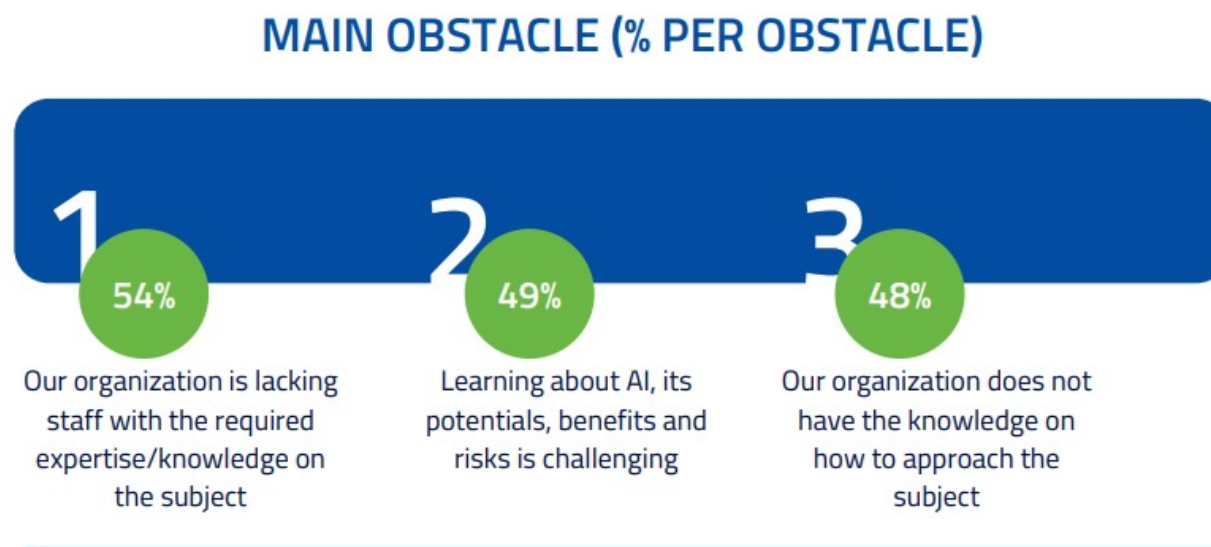 MAIN OBSTACLE (% PER OBSTACLE)
1
54%
Our organization is lacking
staff with the required
expertise/knowledge on
the subject
2
49%
Learning about AI, its
potentials, benefits and
risks is challenging
3
48%
Our organization does not
have the knowledge on
how to approach the
subject